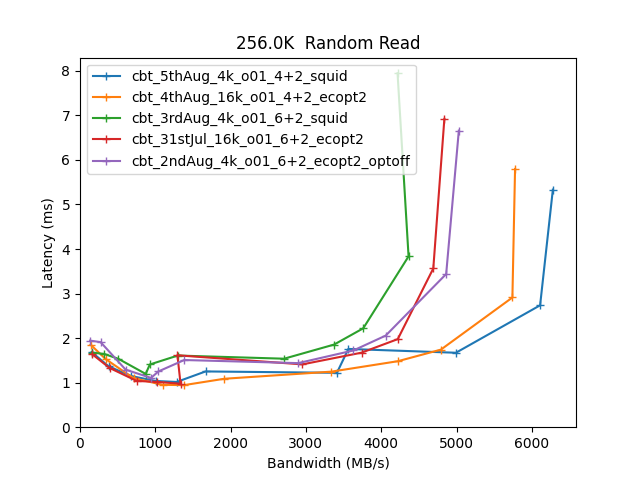 256.0K  Random Read
8
7
6
5
4
3
2
1
0
Latency (ms)
cbt_5thAug_4k_o01_4+2_squid
cbt_4thAug_16k_o01_4+2_ecopt2
cbt_3rdAug_4k_o01_6+2_squid
cbt_31stJul_16k_o01_6+2_ecopt2
cbt_2ndAug_4k_o01_6+2_ecopt2_optoff
0 1000 2000 3000 4000 5000 6000
Bandwidth (MB/s)